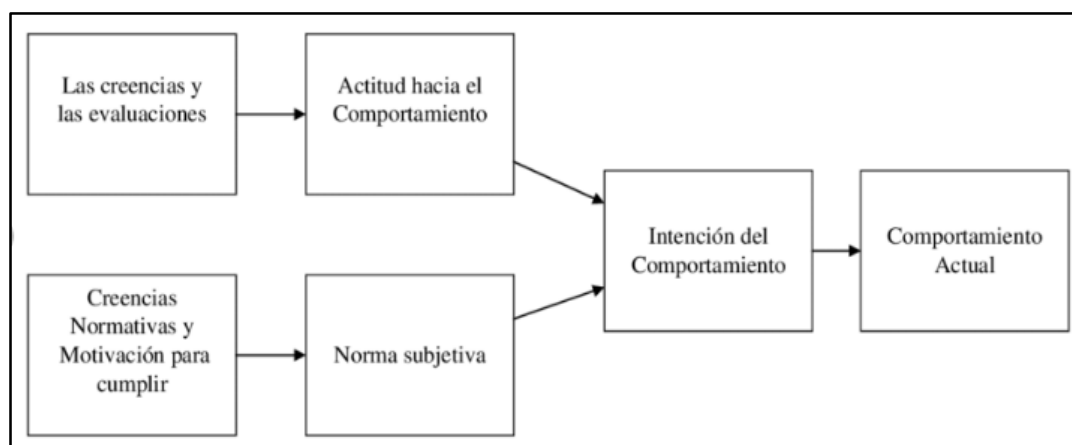 Las creencias y
las evaluaciones
Actitud hacia el
Comportamiento
Intención del
Comportamiento
Comportamiento
Actual
Creencias
Normativas y
Motivación para
cumplir
Norma subjetiva